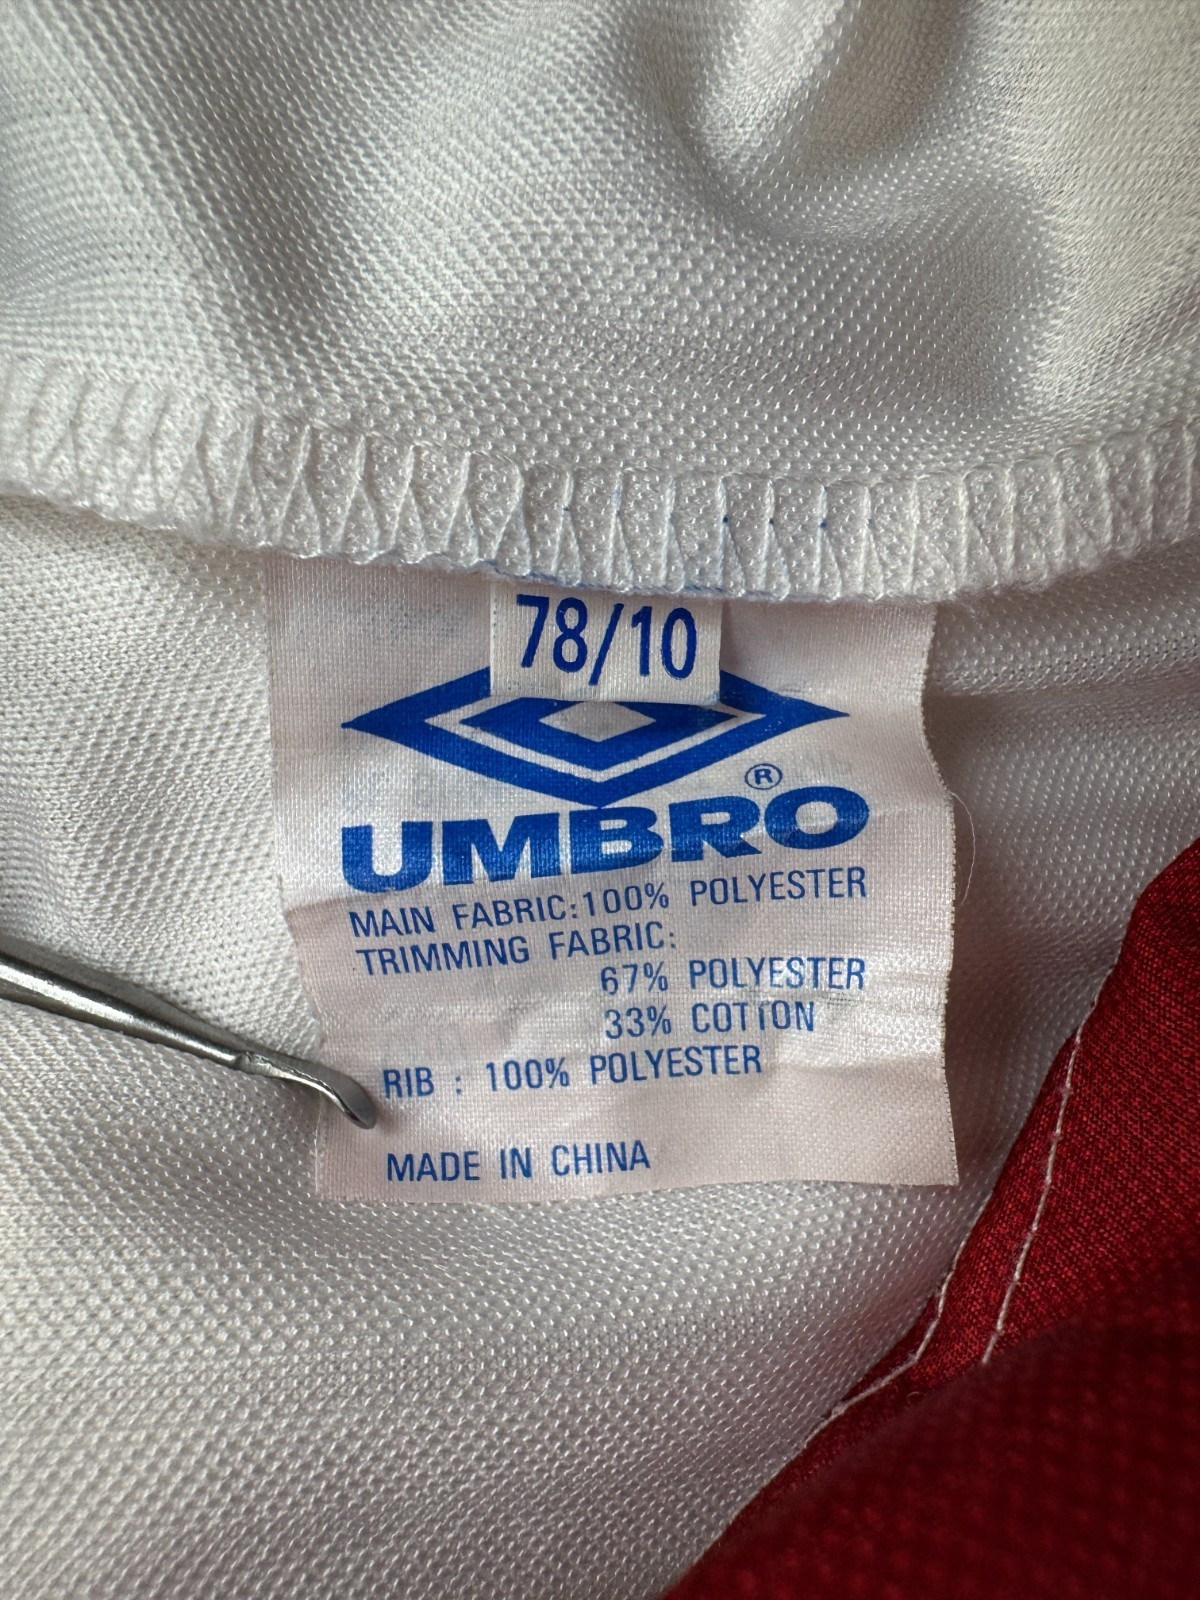 78/10
®
UMBRO
MAIN FABRIC:100% POLYESTER
TRIMMING FABRIC:
67% POLYESTER
33% COTTON
RIB : 100% POLYESTER
MADE IN CHINA